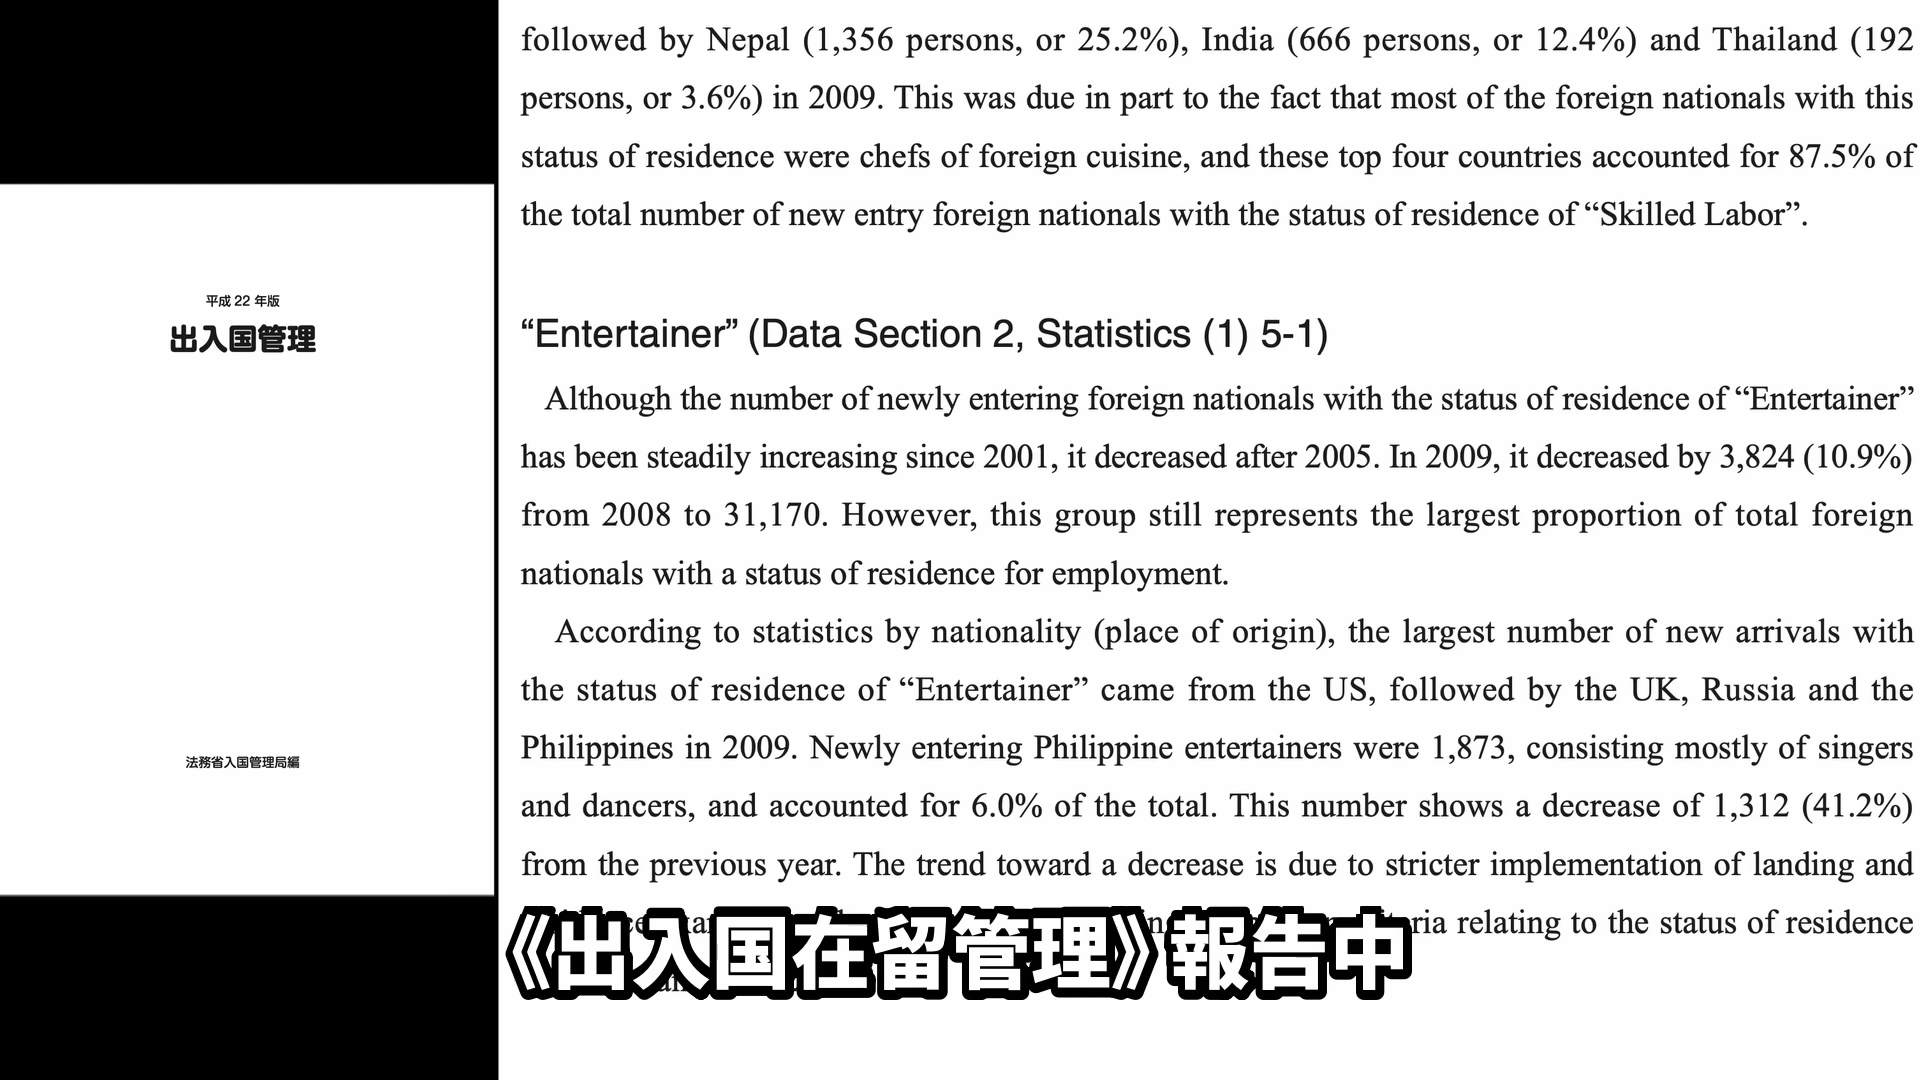 平成 22 年版
出入国管理
法務省入国管理局編
followed by Nepal (1,356 persons, or 25.2%), India (666 persons, or 12.4%) and Thailand (192
persons, or 3.6%) in 2009. This was due in part to the fact that most of the foreign nationals with this
status of residence were chefs of foreign cuisine, and these top four countries accounted for 87.5% of
the total number of new entry foreign nationals with the status of residence of “Skilled Labor”.
“Entertainer” (Data Section 2, Statistics (1) 5-1)
Although the number of newly entering foreign nationals with the status of residence of “Entertainer”
has been steadily increasing since 2001, it decreased after 2005. In 2009, it decreased by 3,824 (10.9%)
from 2008 to 31,170. However, this group still represents the largest proportion of total foreign
nationals with a status of residence for employment.
According to statistics by nationality (place of origin), the largest number of new arrivals with
the status of residence of “Entertainer” came from the US, followed by the UK, Russia and the
Philippines in 2009. Newly entering Philippine entertainers were 1,873, consisting mostly of singers
and dancers, and accounted for 6.0% of the total. This number shows a decrease of 1,312 (41.2%)
from the previous year. The trend toward a decrease is due to stricter implementation of landing and
relating to the status of residence
《出入国在留管理》報告中